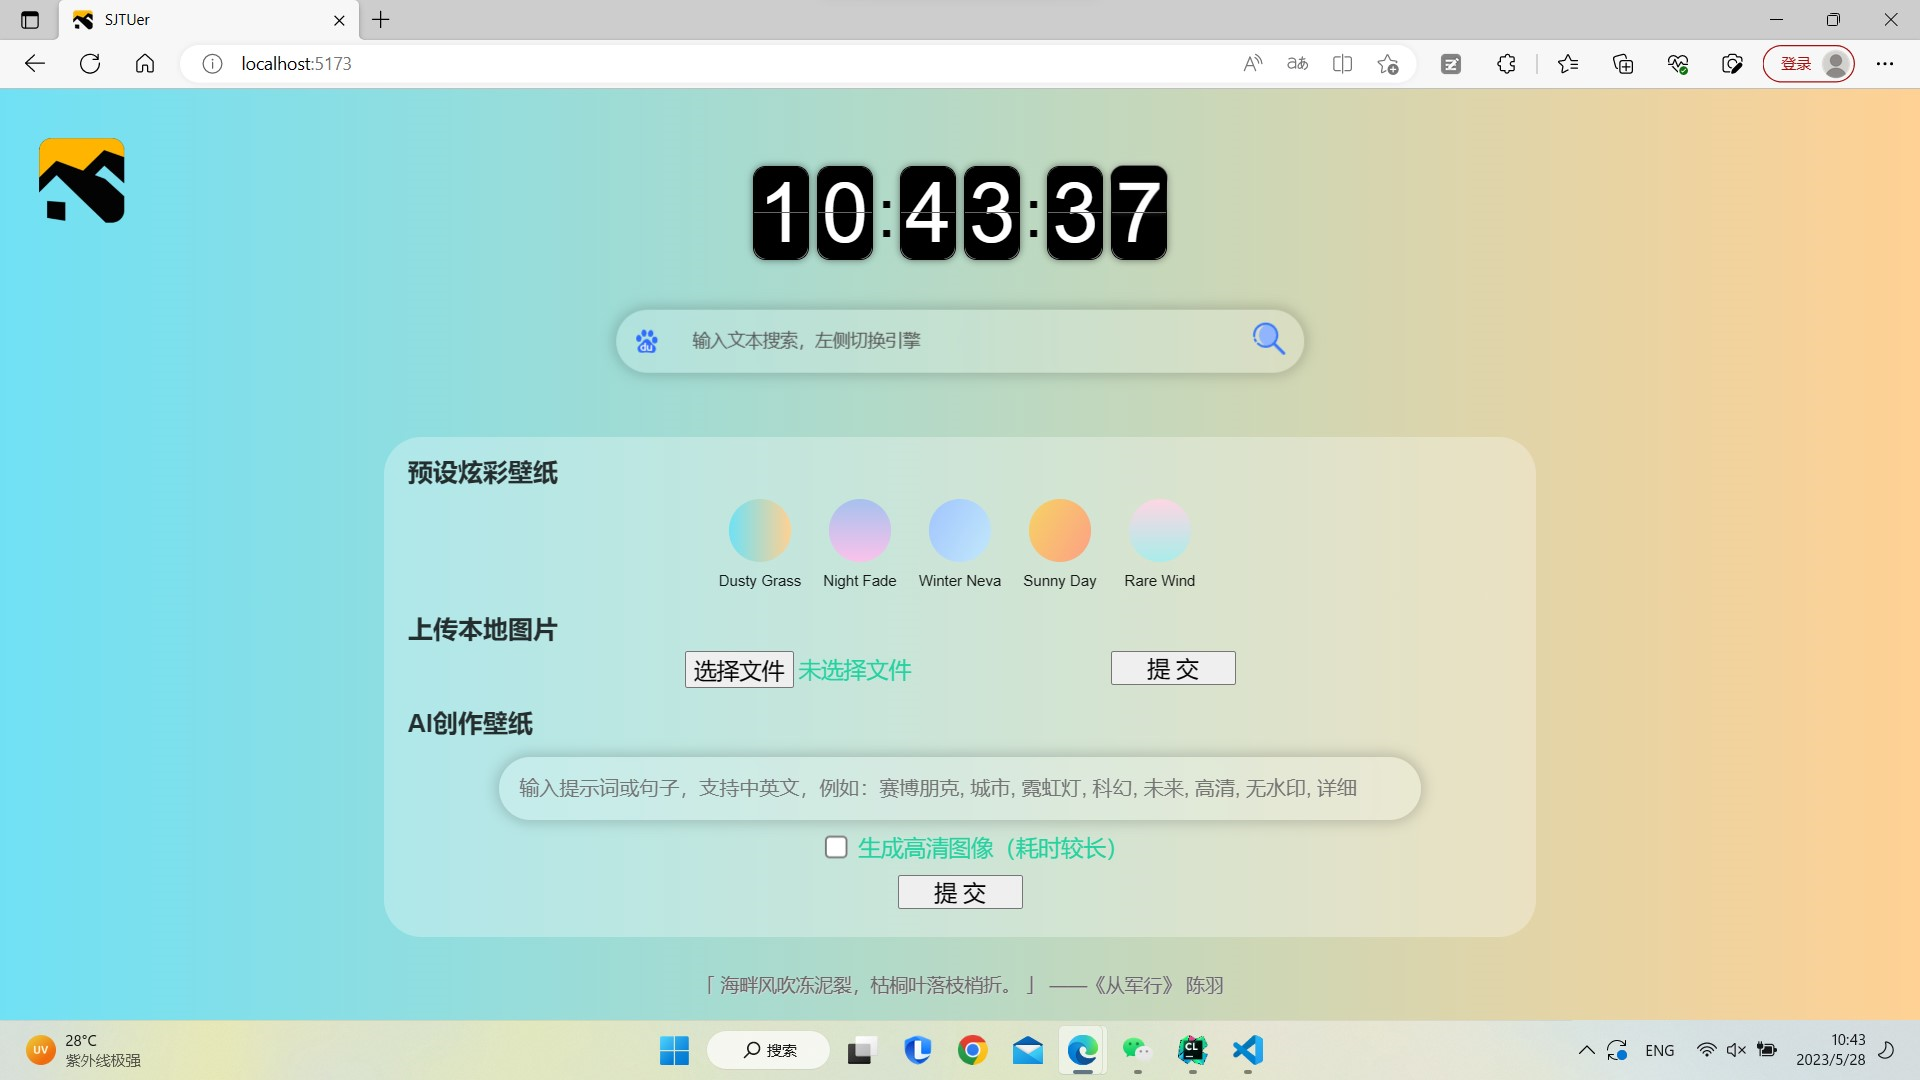 SJTUer
localhost:5173
登录
10:43:37
du
输入文本搜索，左侧切换引擎
预设炫彩壁纸
Dusty Grass
Night Fade
Winter Neva
Sunny Day
Rare Wind
上传本地图片
选择文件 未选择文件
提 交
AI创作壁纸
输入提示词或句子，支持中英文，例如：赛博朋克, 城市, 霓虹灯, 科幻, 未来, 高清, 无水印, 详细
生成高清图像（耗时较长）
提 交
「 海畔风吹冻泥裂，枯桐叶落枝梢折。 」 ——《从军行》 陈羽
UV
28°C
紫外线极强
搜索
CL
ENG
10:43
2023/5/28